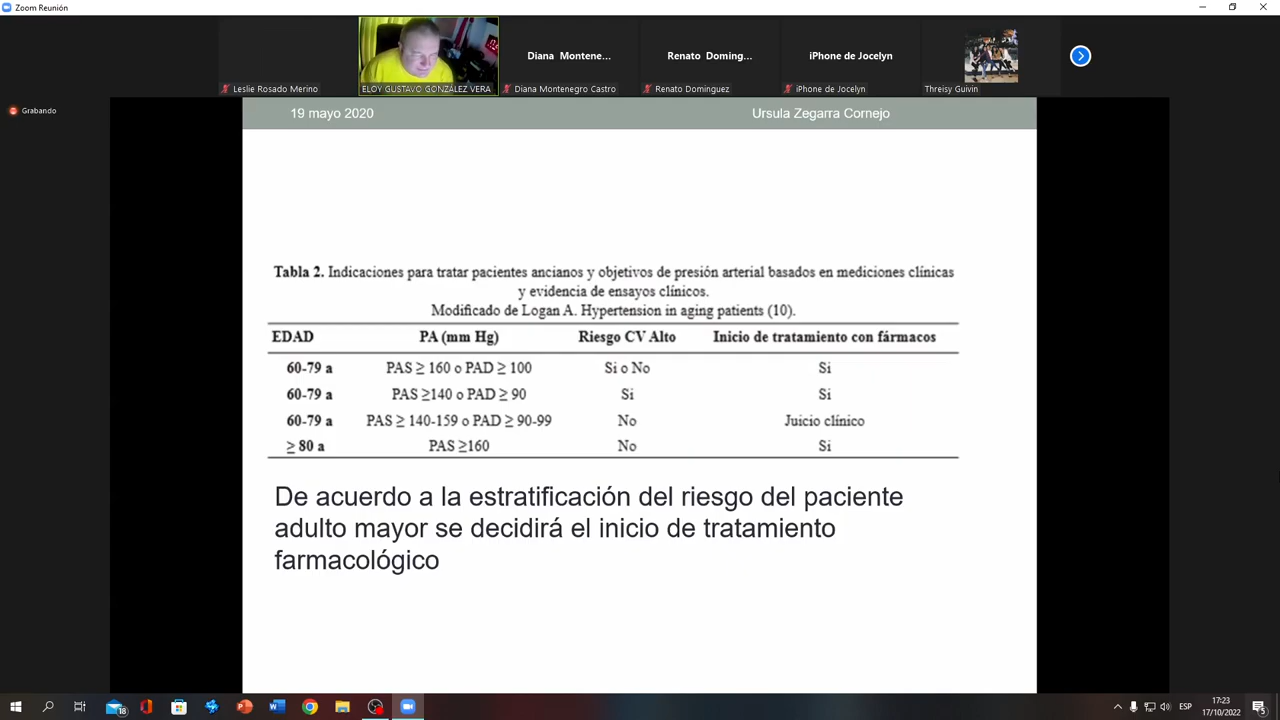 Zoom Reunión
Diana Montene...
Renato Doming...
iPhone de Jocelyn
Leslie Rosado Merino
ELOY GUSTAVO GONZÁLEZ VERA
Diana Montenegro Castro
Renato Dominguez
iPhone de Jocelyn
Threisy Guivin
Grabando
19 mayo 2020
Ursula Zegarra Cornejo
Tabla 2. Indicaciones para tratar pacientes ancianos y objetivos de presión arterial basados en mediciones clínicas
y evidencia de ensayos clínicos.
Modificado de Logan A. Hypertension in aging patients (10).
EDAD PA (mm Hg) Riesgo CV Alto Inicio de tratamiento con fármacos
60-79 a PAS ≥ 160 o PAD ≥ 100 Si o No Si
60-79 a PAS ≥140 o PAD ≥ 90 Si Si
60-79 a PAS ≥ 140-159 o PAD ≥ 90-99 No Juicio clínico
≥ 80 a PAS ≥160 No Si
De acuerdo a la estratificación del riesgo del paciente
adulto mayor se decidirá el inicio de tratamiento
farmacológico
18
ESP
17:23
17/10/2022
5